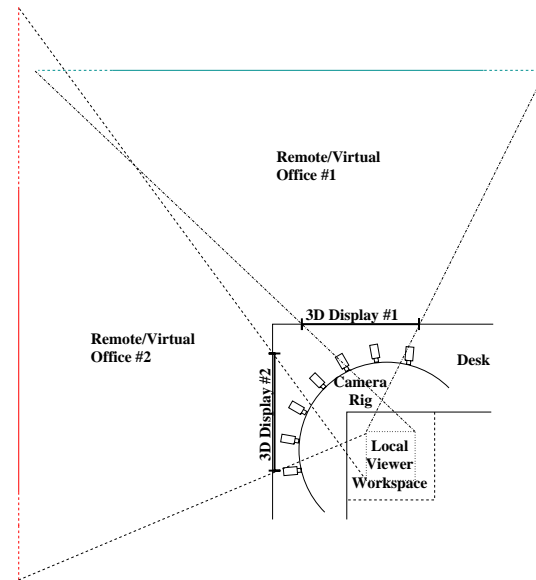 Remote/Virtual
Office #1
3D Display #1
Remote/Virtual
Office #2
Desk
3D Display #2
Camera
Rig
Local
Viewer
Workspace